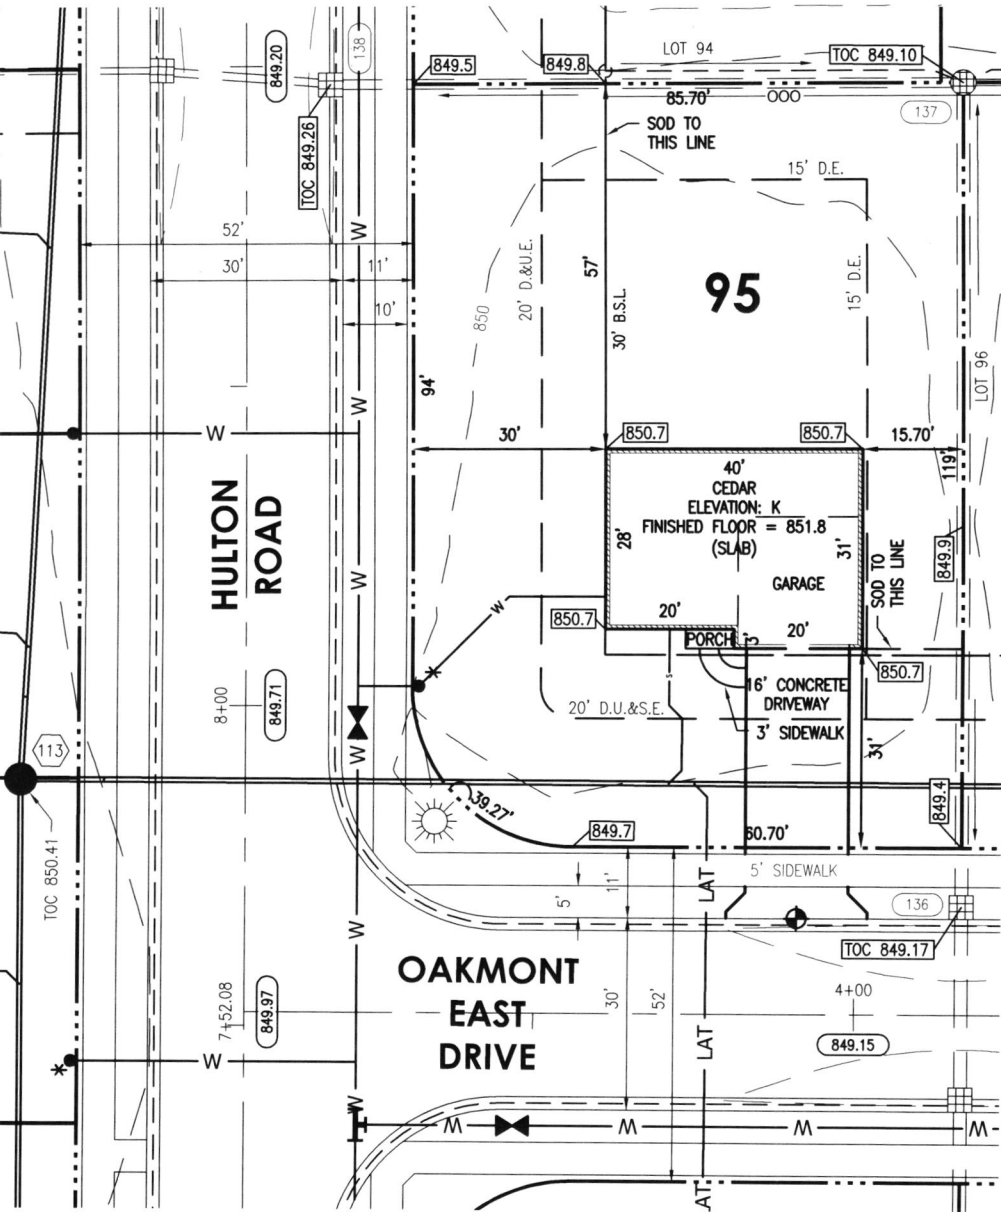 LOT 94
849.5
849.8
TOC 849.10
849.20
138
137
85.70'
OOO
SOD TO
THIS LINE
TOC 849.26
15' D.E.
W
52'
30'
11'
10'
20' D.&U.E.
57'
30' B.S.L.
95
15' D.E.
850
94'
LOT 96
W
W
30'
850.7
850.7
15.70'
119'
40'
CEDAR
ELEVATION: K
FINISHED FLOOR = 851.8
(SLAB)
28'
31'
GARAGE
849.9
HULTON
ROAD
W
W
SOD TO
THIS LINE
850.7
20'
PORCH
3'
20'
850.7
S
16' CONCRETE
DRIVEWAY
3' SIDEWALK
20' D.U.&S.E.
8+00
849.71
31'
113
W
TOC 850.41
39.27'
849.7
60.70'
849.4
5' SIDEWALK
11'
5'
LAT
136
TOC 849.17
W
OAKMONT
EAST
DRIVE
30'
52'
4+00
849.15
7+52.08
849.97
W
LAT
W
W
W
W
W
LAT